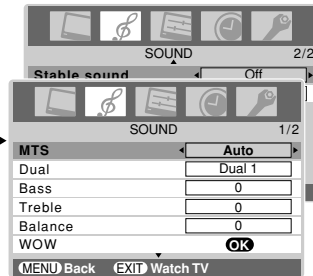 SOUND 2/2
Stable sound Off
SOUND 1/2
MTS Auto
Dual Dual 1
Bass 0
Treble 0
Balance 0
WOW OK
MENU Back EXIT Watch TV